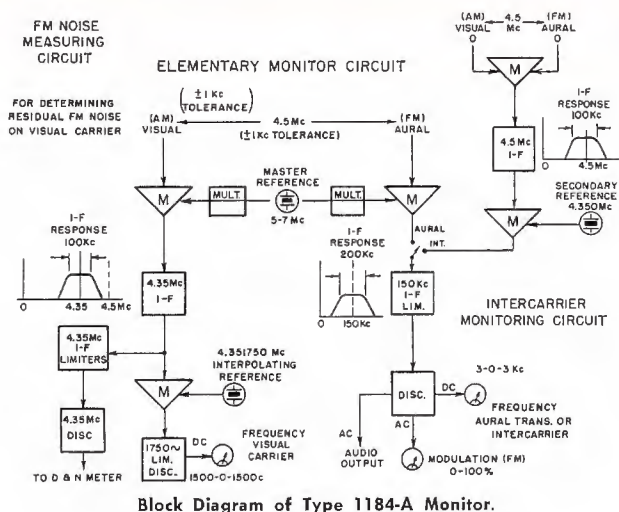 FM NOISE
MEASURING
CIRCUIT
FOR DETERMINING
RESIDUAL FM NOISE
ON VISUAL CARRIER
ELEMENTARY MONITOR CIRCUIT
(±1 Kc
TOLERANCE)
(AM)
VISUAL
4.5 Mc
(±1Kc TOLERANCE)
(FM)
AURAL
(AM)
VISUAL
O
4.5
Mc
(FM)
AURAL
O
M
I-F
RESPONSE
100Kc
4.5Mc
I-F
O
4.5Mc
SECONDARY
REFERENCE
4.350Mc
M
MASTER
REFERENCE
5-7 Mc
M
MULT.
MULT.
M
AURAL
INT.
I-F
RESPONSE
100Kc
O
4.35
4.5Mc
4.35Mc
I-F
I-F
RESPONSE
200Kc
O
150Kc
150Kc
I-F
LIM.
INTERCARRIER
MONITORING CIRCUIT
4.35Mc
I-F
LIMITERS
4.35Mc
DISC
TO D & N METER
4.351750 Mc
INTERPOLATING
REFERENCE
M
1750~
LIM.
DISC.
DC
FREQUENCY
VISUAL
CARRIER
1500-0-1500c
DISC.
DC
3-0-3 Kc
FREQUENCY
AURAL TRANS. OR
INTERCARRIER
AC
AUDIO
OUTPUT
AC
MODULATION (FM)
0-100%
Block Diagram of Type 1184-A Monitor.